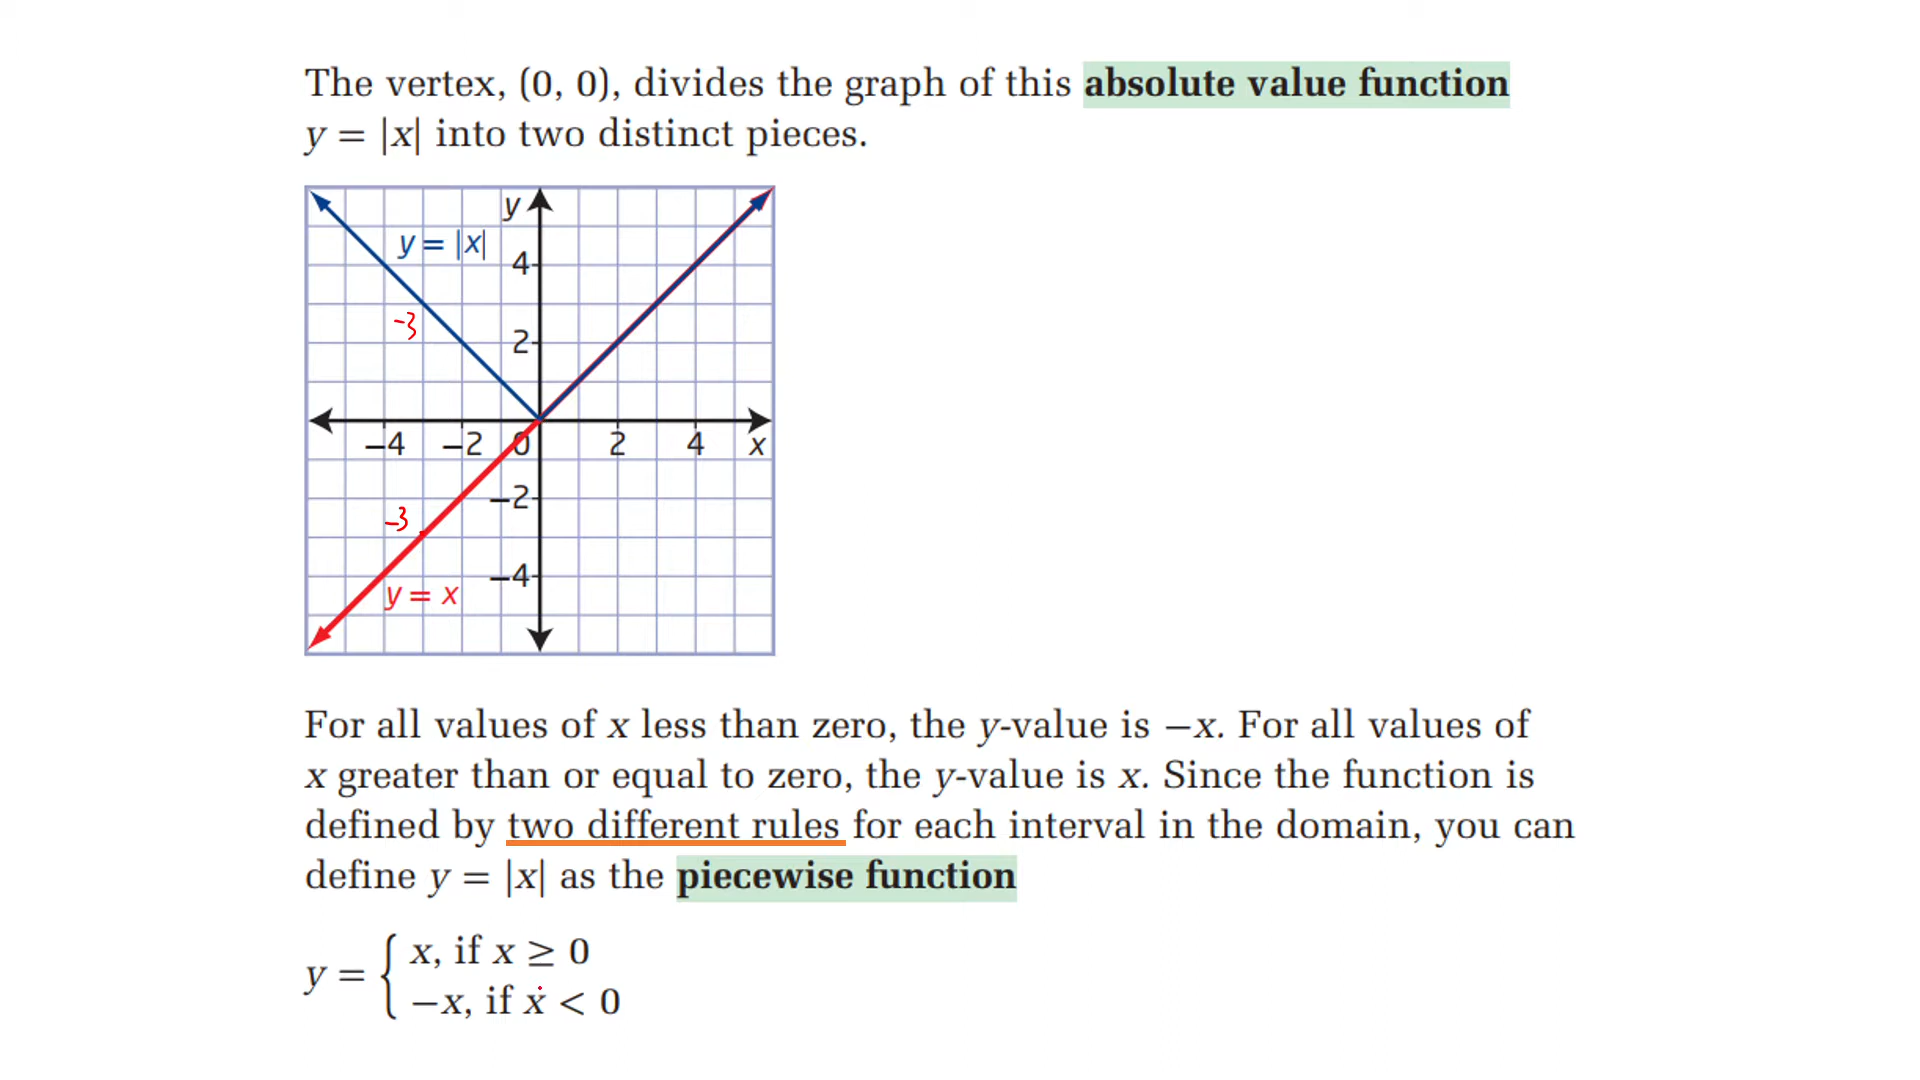 The vertex, (0, 0), divides the graph of this absolute value function
y = |x| into two distinct pieces.
y
y = |x|
4
-3
2
-4 -2 0 2 4 x
-2
-3
-4
y = x
For all values of x less than zero, the y-value is −x. For all values of
x greater than or equal to zero, the y-value is x. Since the function is
defined by two different rules for each interval in the domain, you can
define y = |x| as the piecewise function
y = { x, if x ≥ 0
−x, if x < 0